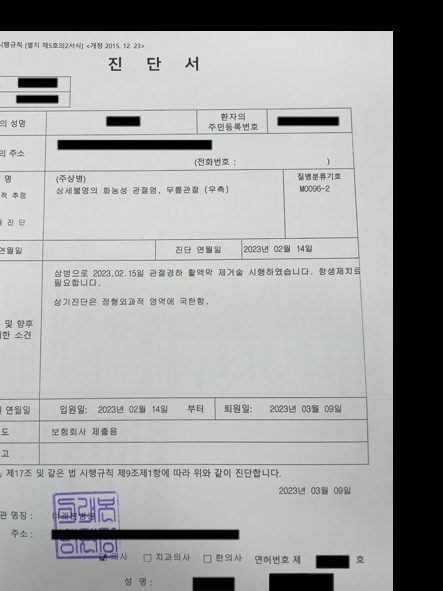 시행규칙 [별지 제5호의2서식] <개정 2015. 12. 23>
진 단 서
의 성명
환자의
주민등록번호
의 주소
(전화번호 : )
명
(주상병)
상세불명의 화농성 관절염, 무릎관절 (우측)
적 추정
진 단
질병분류기호
M0096-2
연월일
진단 연월일
2023년 02월 14일
상병으로 2023.02.15일 관절경하 활액막 제거술 시행하였습니다. 항생제치료
필요합니다.
상기진단은 정형외과적 영역에 국한함.
및 향후
한 소견
연월일
입원일: 2023년 02월 14일 부터 퇴원일: 2023년 03월 09일
도
보험회사 제출용
고
제17조 및 같은 법 시행규칙 제9조제1항에 따라 위와 같이 진단합니다.
2023년 03월 09일
관 명칭 :
주소 :
의사 □ 치과의사 □ 한의사 면허번호 제 호
성 명 :